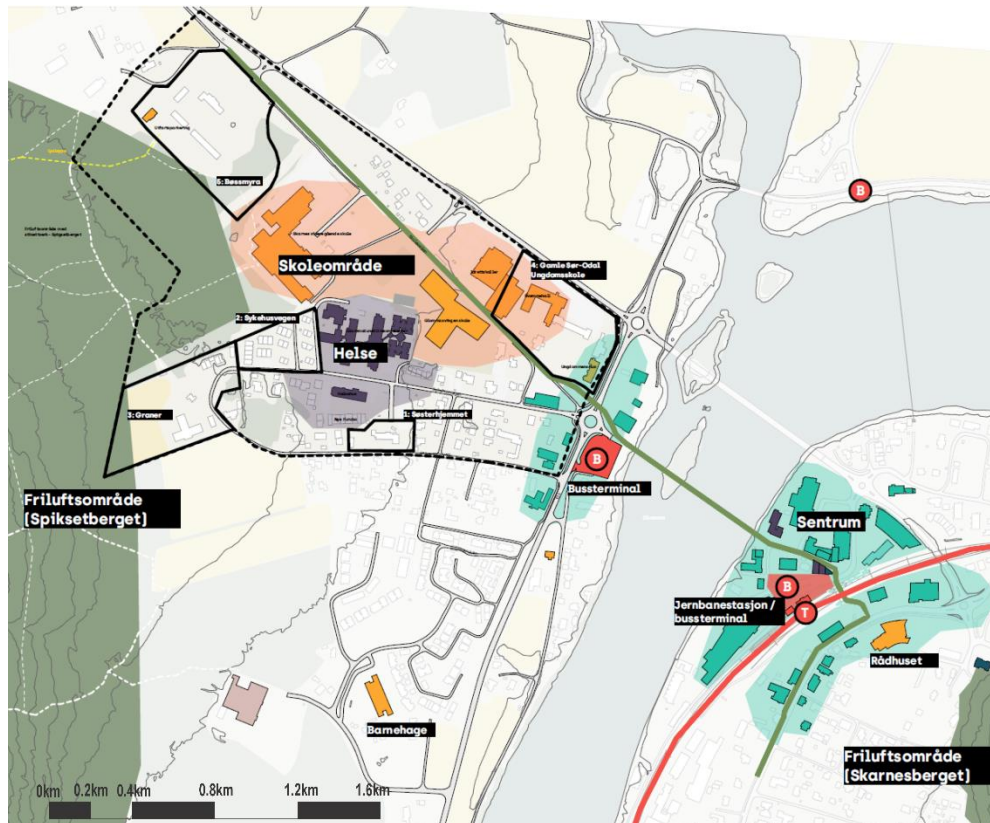 5: Bøssmyra
Skoleområde
4: Gamle Sør-Odal
Ungdomsskole
2: Sykehusvegen
Helse
3: Graner
1: Søsterhjemmet
Friluftsområde
(Spiksetberget)
B
B
Bussterminal
Sentrum
B
Jernbanestasjon /
bussterminal
T
Rådhuset
Barnehage
Friluftsområde
(Skarnesberget)
0km 0.2km 0.4km 0.8km 1.2km 1.6km